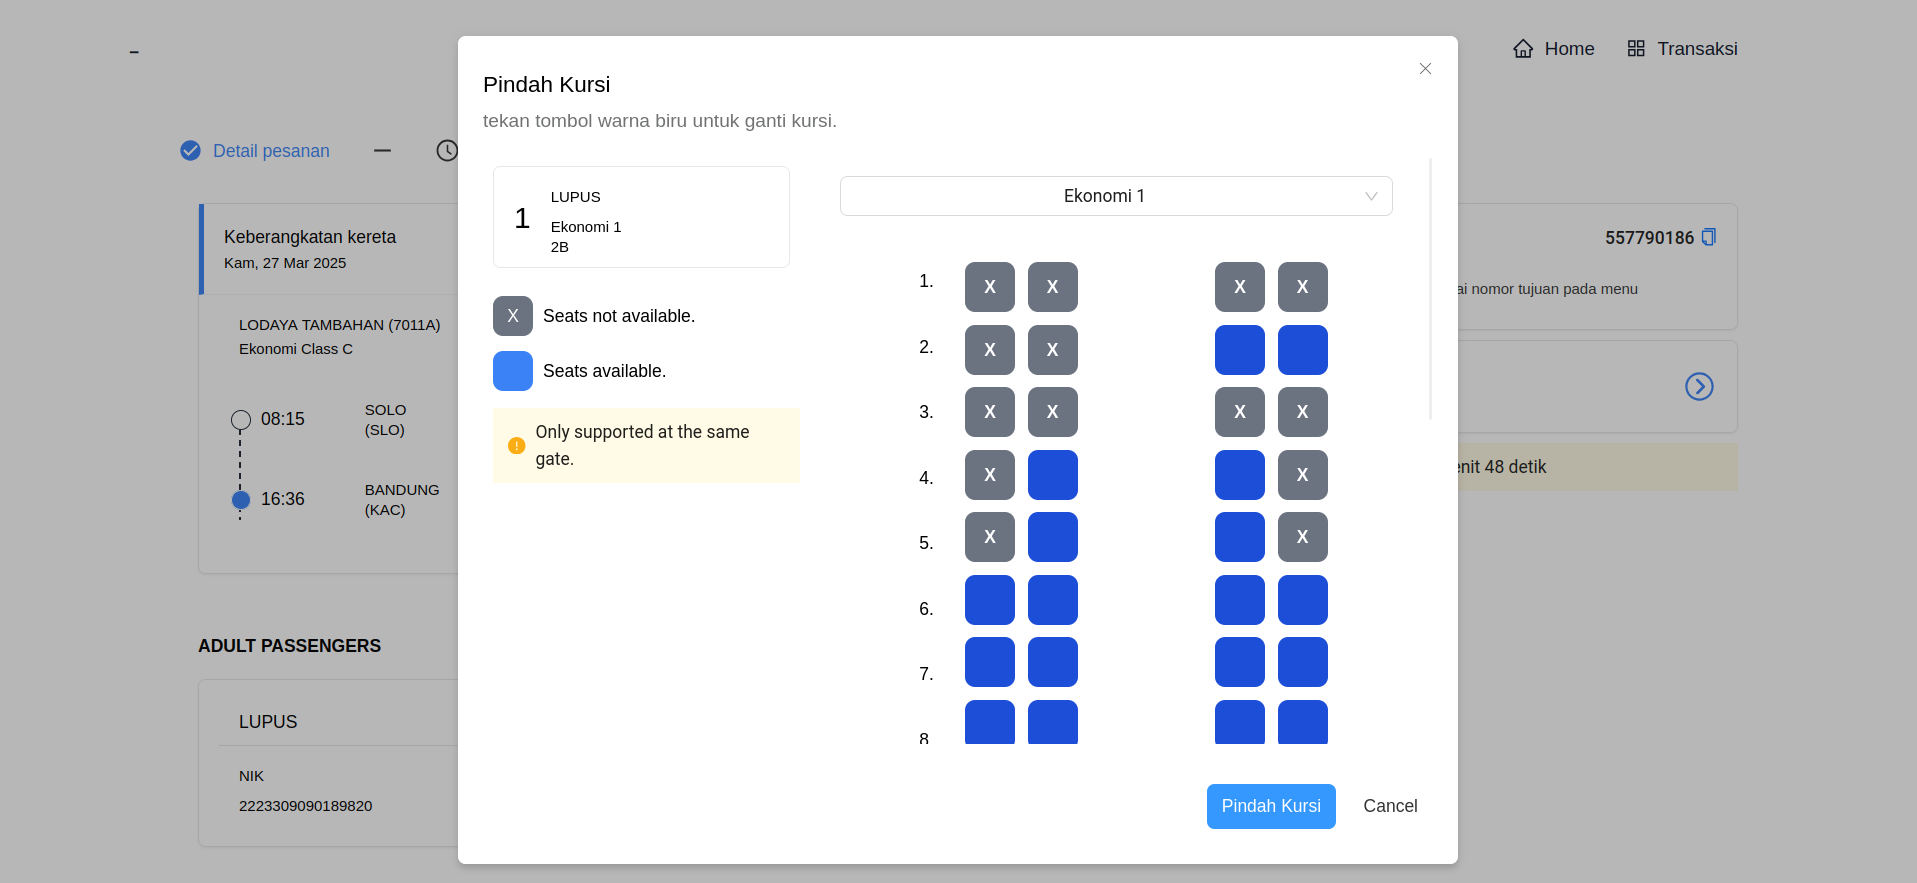 Home
Transaksi
Detail pesanan
Keberangkatan kereta
Kam, 27 Mar 2025
LODAYA TAMBAHAN (7011A)
Ekonomi Class C
08:15
SOLO
(SLO)
16:36
BANDUNG
(KAC)
ADULT PASSENGERS
LUPUS
NIK
2223309090189820
Pindah Kursi
tekan tombol warna biru untuk ganti kursi.
1
LUPUS
Ekonomi 1
2B
X
Seats not available.
Seats available.
Only supported at the same
gate.
Ekonomi 1
1. X X X X
2. X X
3. X X X X
4. X X
5. X X
6.
7.
8
Pindah Kursi
Cancel
557790186
ai nomor tujuan pada menu
enit 48 detik